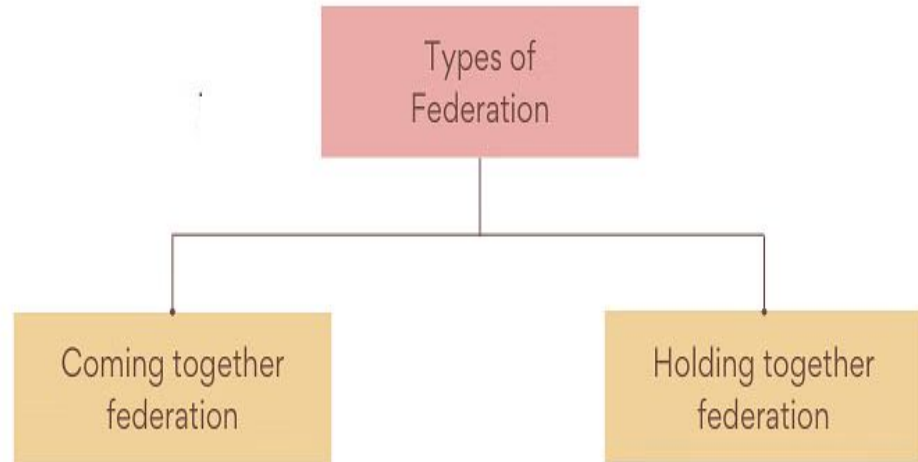 Types of
Federation
Coming together
federation
Holding together
federation